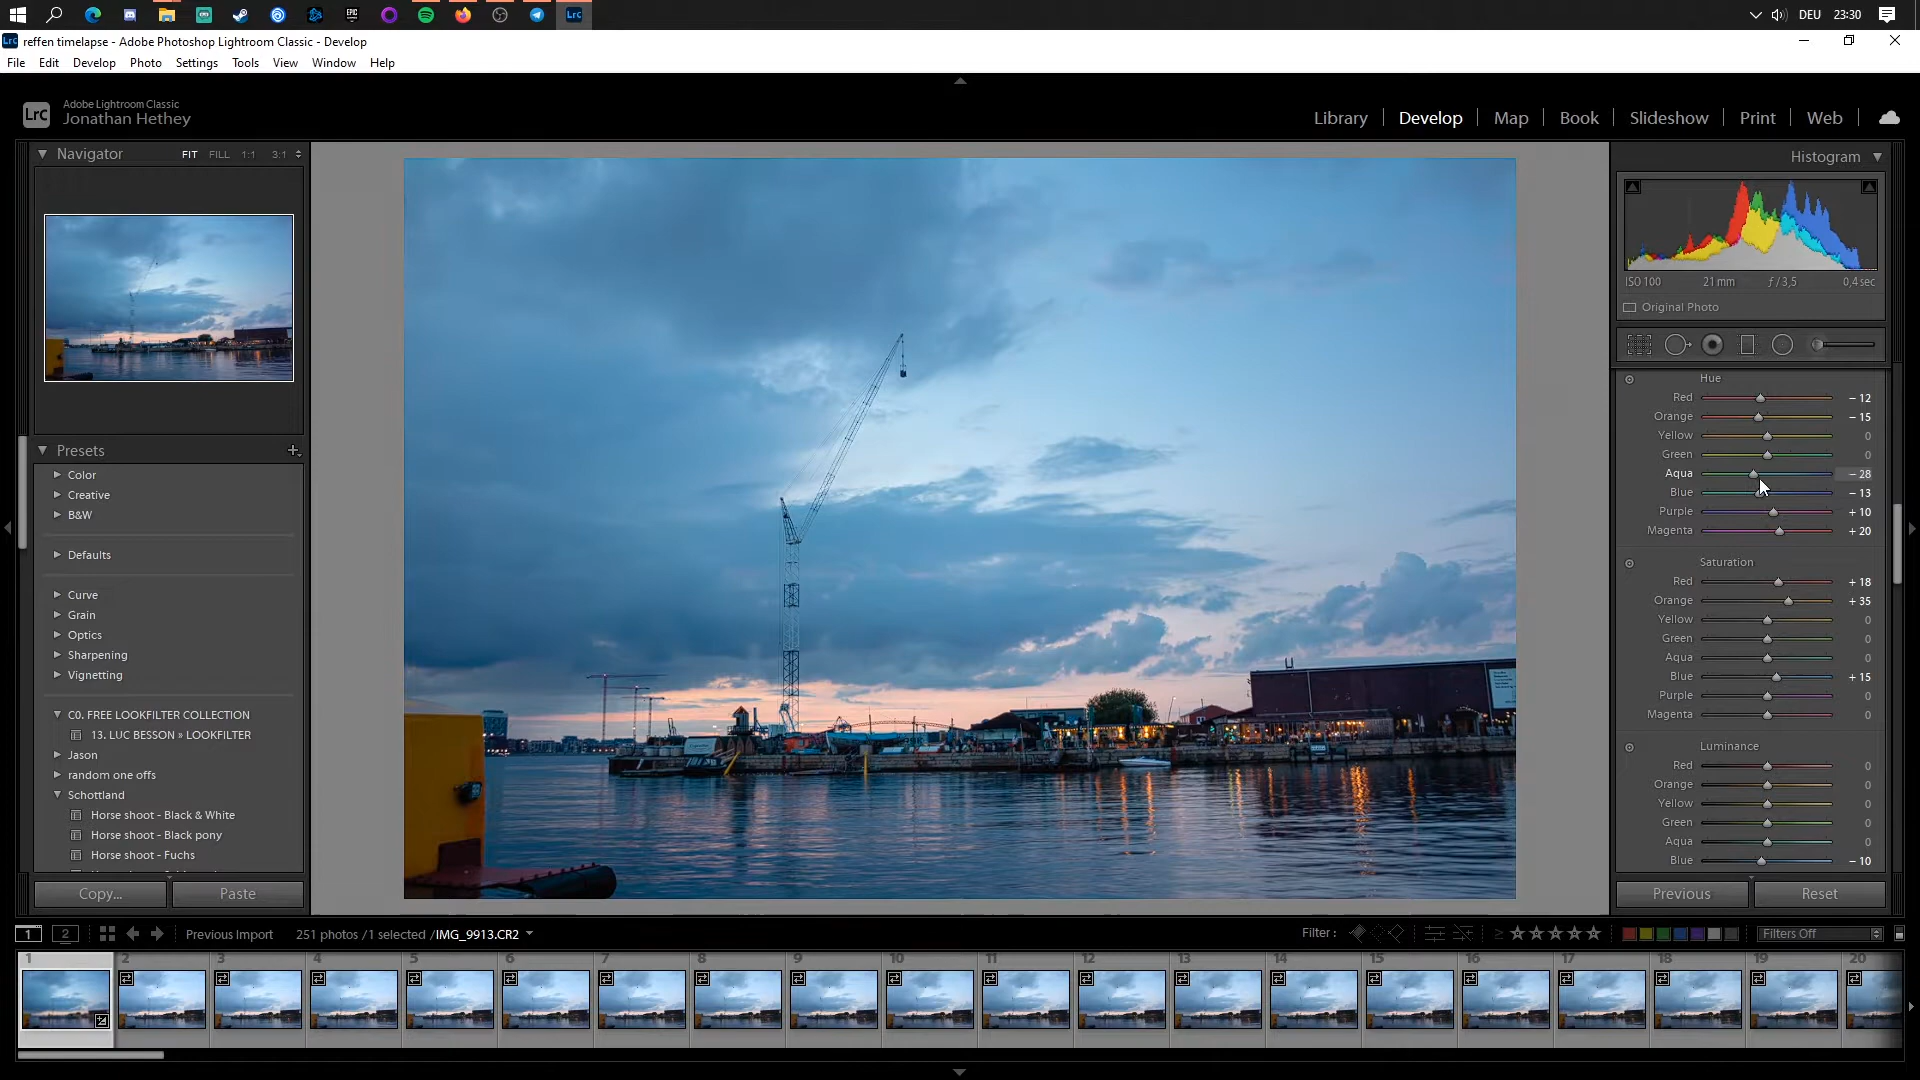 DEU 23:30
Lrc reffen timelapse - Adobe Photoshop Lightroom Classic - Develop
File Edit Develop Photo Settings Tools View Window Help
LrC Adobe Lightroom Classic
Jonathan Hethey
Library Develop Map Book Slideshow Print Web
Navigator FIT FILL 1:1 3:1
Presets
Color
Creative
B&W
Defaults
Curve
Grain
Optics
Sharpening
Vignetting
C0. FREE LOOKFILTER COLLECTION
13. LUC BESSON » LOOKFILTER
Jason
random one offs
Schottland
Horse shoot - Black & White
Horse shoot - Black pony
Horse shoot - Fuchs
Copy... Paste
Histogram
ISO 100 21 mm ƒ / 3,5 0,4 sec
Original Photo
Hue
Red − 12
Orange − 15
Yellow 0
Green 0
Aqua − 28
Blue − 13
Purple + 10
Magenta + 20
Saturation
Red + 18
Orange + 35
Yellow 0
Green 0
Aqua 0
Blue + 15
Purple 0
Magenta 0
Luminance
Red 0
Orange 0
Yellow 0
Green 0
Aqua 0
Blue − 10
Previous Reset
1 2 Previous Import 251 photos / 1 selected / IMG_9913.CR2 Filter : ≥ Filters Off
1 2 3 4 5 6 7 8 9 10 11 12 13 14 15 16 17 18 19 20